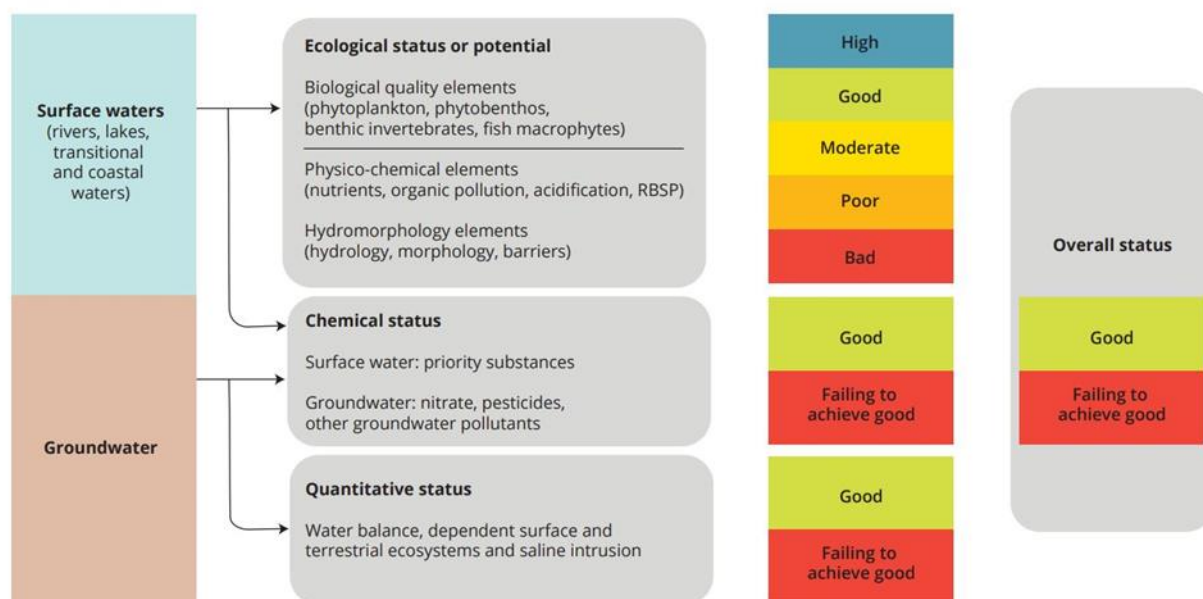 Surface waters
(rivers, lakes,
transitional
and coastal
waters)
Groundwater
Ecological status or potential
Biological quality elements
(phytoplankton, phytobenthos,
benthic invertebrates, fish macrophytes)
Physico-chemical elements
(nutrients, organic pollution, acidification, RBSP)
Hydromorphology elements
(hydrology, morphology, barriers)
Chemical status
Surface water: priority substances
Groundwater: nitrate, pesticides,
other groundwater pollutants
Quantitative status
Water balance, dependent surface and
terrestrial ecosystems and saline intrusion
High
Good
Moderate
Poor
Bad
Good
Failing to
achieve good
Good
Failing to
achieve good
Overall status
Good
Failing to
achieve good